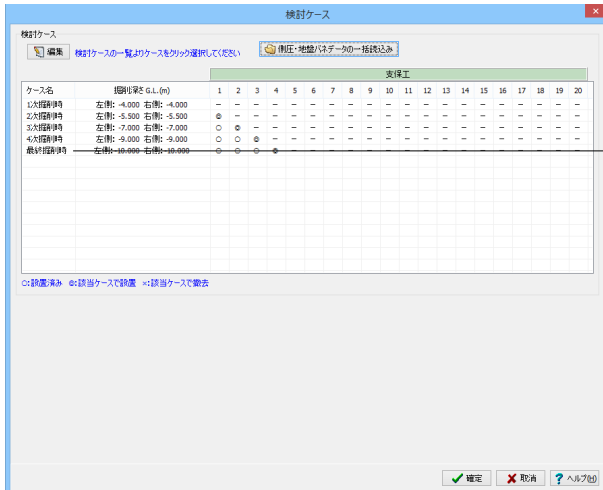 検討ケース
検討ケース
編集 検討ケースの一覧よりケースをクリック選択してください 側圧・地盤バネデータの一括読込み
支保工
ケース名 掘削深さ G.L.(m) 1 2 3 4 5 6 7 8 9 10 11 12 13 14 15 16 17 18 19 20
1次掘削時 左側: -4.000 右側: -4.000 － － － － － － － － － － － － － － － － － － － －
2次掘削時 左側: -5.500 右側: -5.500 ◎ － － － － － － － － － － － － － － － － － － －
3次掘削時 左側: -7.000 右側: -7.000 ○ ◎ － － － － － － － － － － － － － － － － － －
4次掘削時 左側: -9.000 右側: -9.000 ○ ○ ◎ － － － － － － － － － － － － － － － － －
最終掘削時 左側: -10.000 右側: -10.000 ○ ○ ○ ◎ － － － － － － － － － － － － － － － －
○:設置済み ◎:該当ケースで設置 ×:該当ケースで撤去
確定 取消 ? ヘルプ(H)